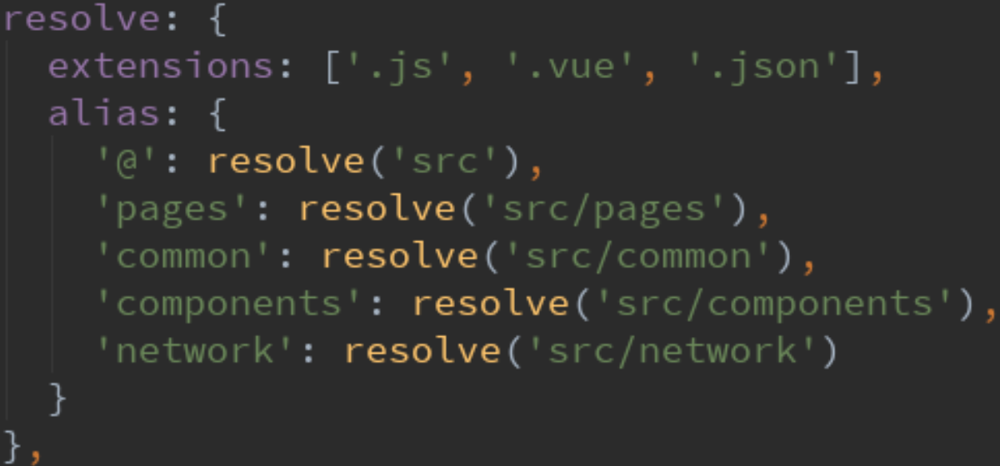 resolve: {
  extensions: ['.js', '.vue', '.json'],
  alias: {
    '@': resolve('src'),
    'pages': resolve('src/pages'),
    'common': resolve('src/common'),
    'components': resolve('src/components'),
    'network': resolve('src/network')
  }
},